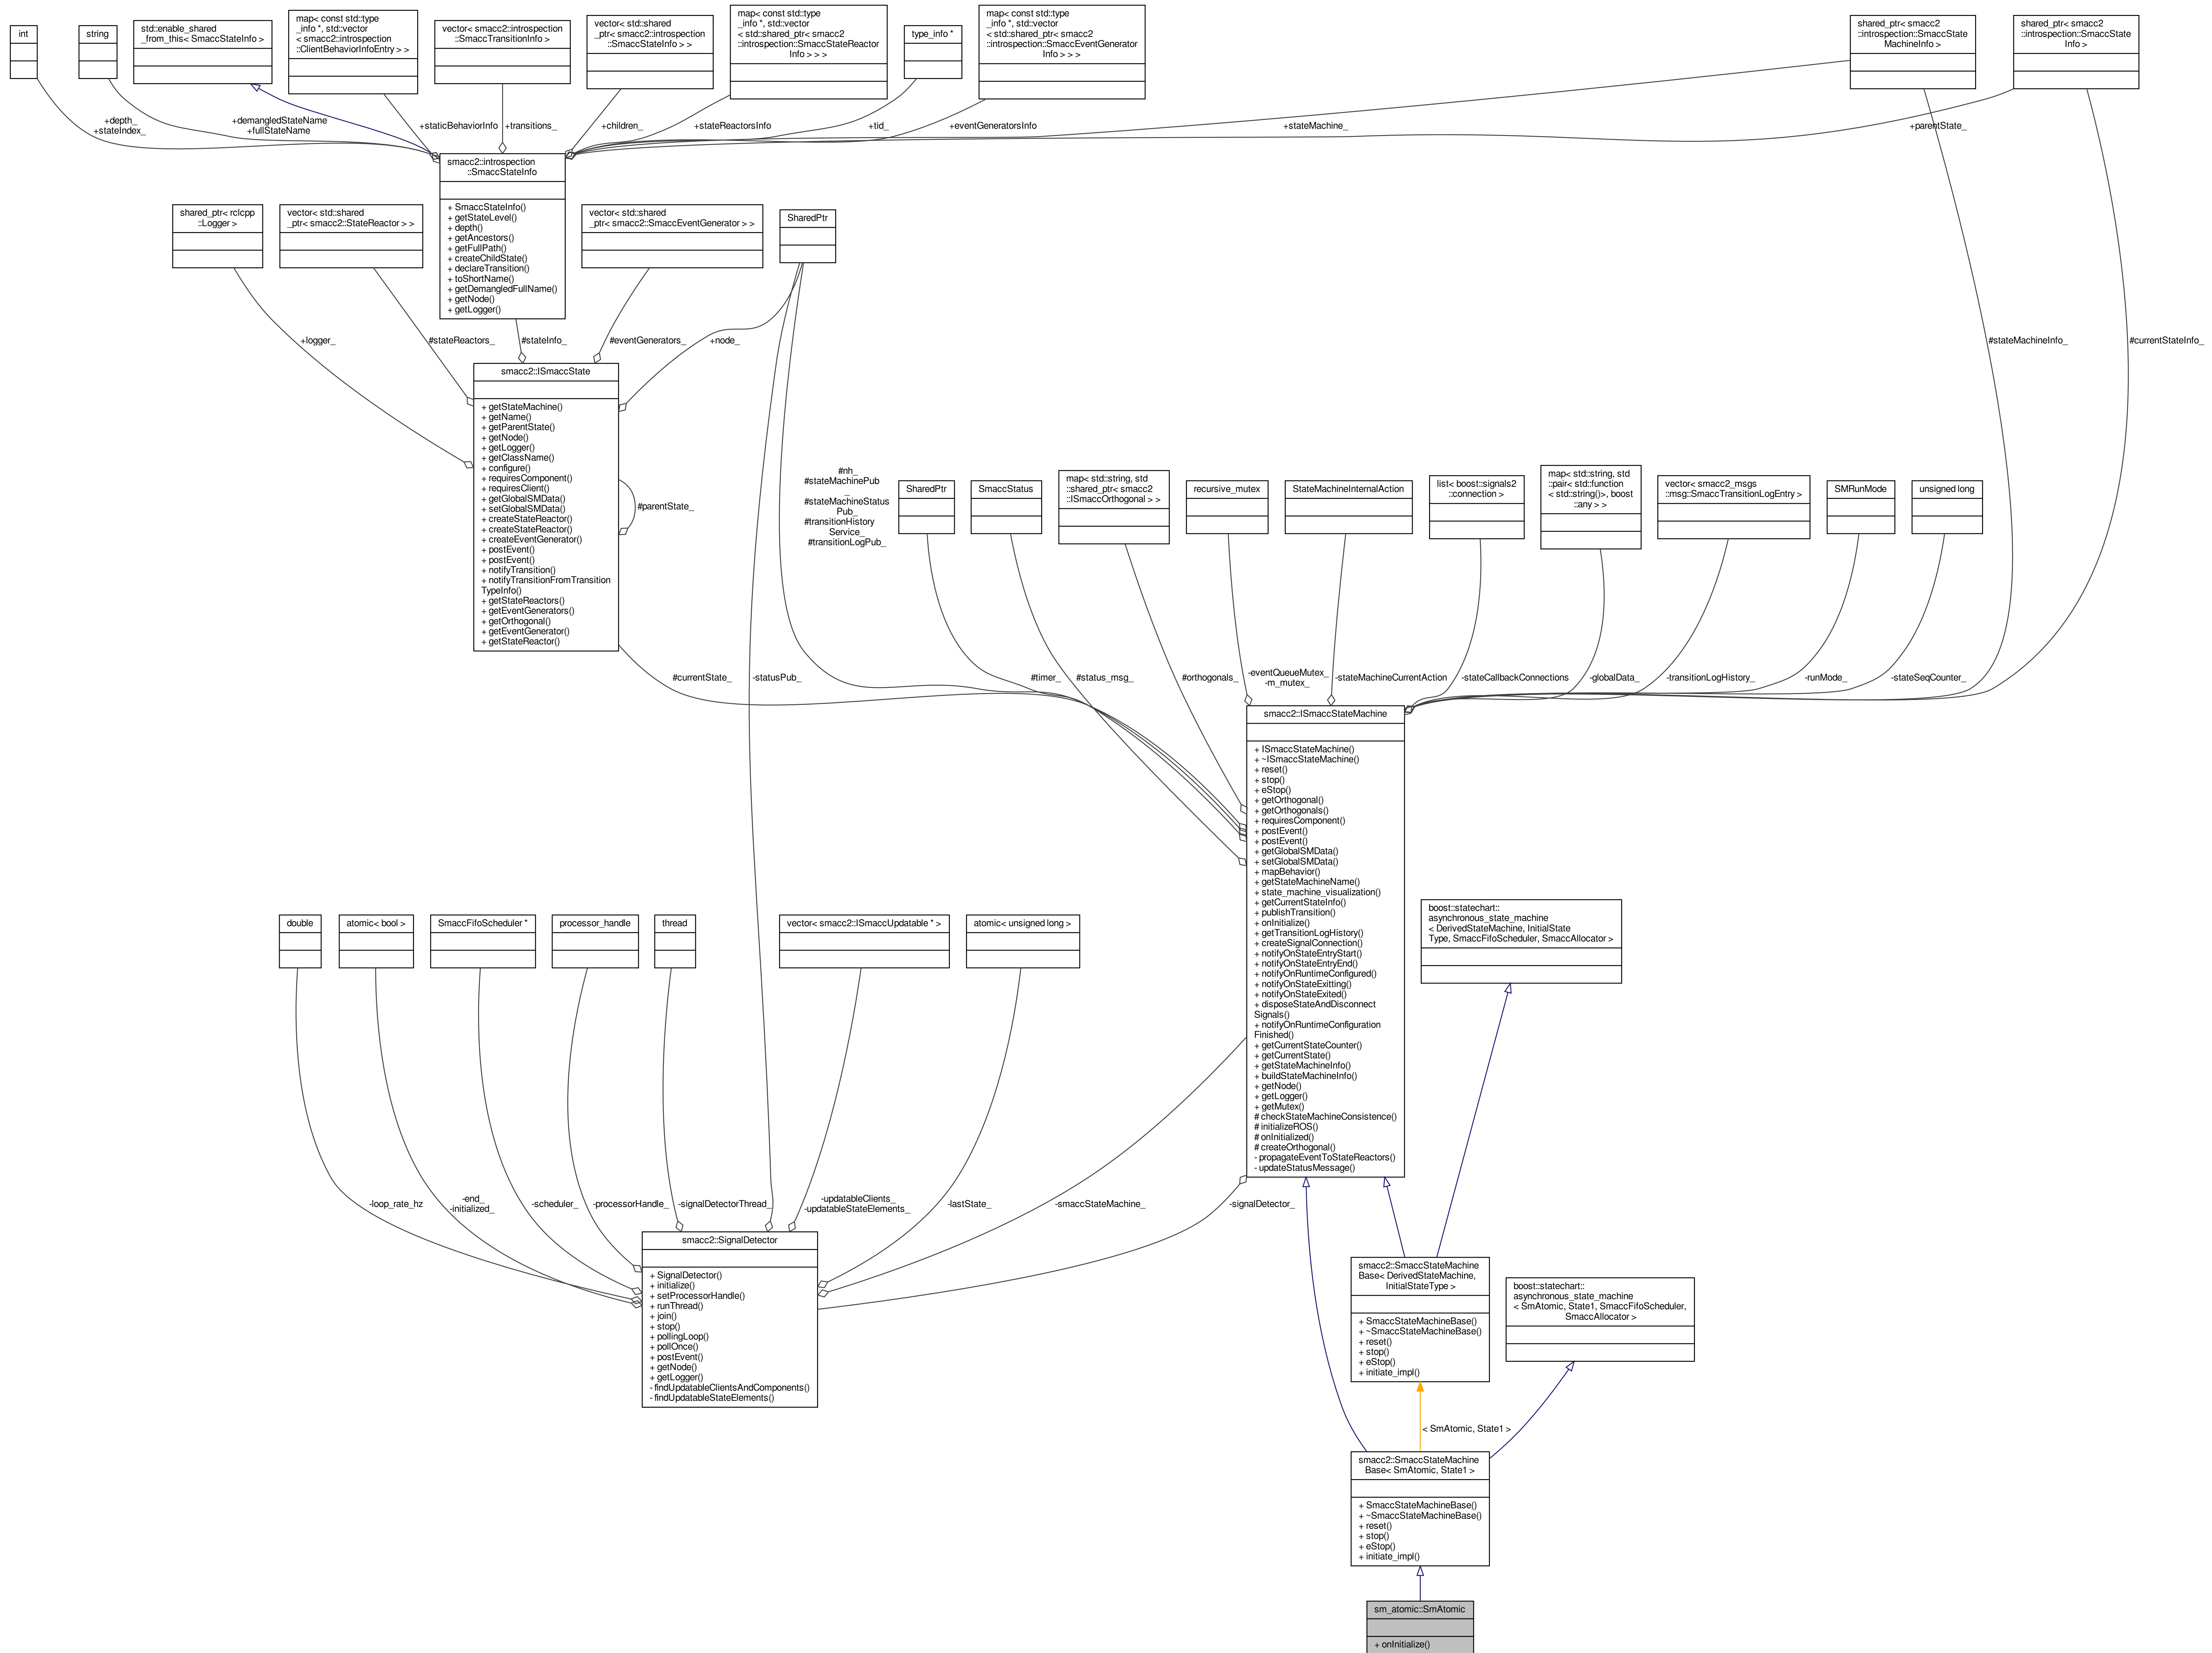 int
string
std::enable_shared
_from_this< SmaccStateInfo >
map< const std::type
_info *, std::vector
< smacc2::introspection
::ClientBehaviorInfoEntry > >
vector< smacc2::introspection
::SmaccTransitionInfo >
vector< std::shared
_ptr< smacc2::introspection
::SmaccStateInfo > >
map< const std::type
_info *, std::vector
< std::shared_ptr< smacc2
::introspection::SmaccStateReactor
Info > > >
type_info *
map< const std::type
_info *, std::vector
< std::shared_ptr< smacc2
::introspection::SmaccEventGenerator
Info > > >
shared_ptr< smacc2
::introspection::SmaccState
MachineInfo >
shared_ptr< smacc2
::introspection::SmaccState
Info >
+depth_
+stateIndex_
+demangledStateName
+fullStateName
+staticBehaviorInfo
+transitions_
+children_
+stateReactorsInfo
+tid_
+eventGeneratorsInfo
+stateMachine_
+parentState_
smacc2::introspection
::SmaccStateInfo
+ SmaccStateInfo()
+ getStateLevel()
+ depth()
+ getAncestors()
+ getFullPath()
+ createChildState()
+ declareTransition()
+ toShortName()
+ getDemangledFullName()
+ getNode()
+ getLogger()
shared_ptr< rclcpp
::Logger >
vector< std::shared
_ptr< smacc2::StateReactor > >
vector< std::shared
_ptr< smacc2::SmaccEventGenerator > >
SharedPtr
+logger_
#stateReactors_
#stateInfo_
#eventGenerators_
+node_
#stateMachineInfo_
#currentStateInfo_
smacc2::ISmaccState
+ getStateMachine()
+ getName()
+ getParentState()
+ getNode()
+ getLogger()
+ getClassName()
+ configure()
+ requiresComponent()
+ requiresClient()
+ getGlobalSMData()
+ setGlobalSMData()
+ createStateReactor()
+ createStateReactor()
+ createEventGenerator()
+ postEvent()
+ postEvent()
+ notifyTransition()
+ notifyTransitionFromTransition
TypeInfo()
+ getStateReactors()
+ getEventGenerators()
+ getOrthogonal()
+ getEventGenerator()
+ getStateReactor()
#parentState_
#nh_
#stateMachinePub
_
#stateMachineStatus
Pub_
#transitionHistory
Service_
#transitionLogPub_
SharedPtr
SmaccStatus
map< std::string, std
::shared_ptr< smacc2
::ISmaccOrthogonal > >
recursive_mutex
StateMachineInternalAction
list< boost::signals2
::connection >
map< std::string, std
::pair< std::function
< std::string()>, boost
::any > >
vector< smacc2_msgs
::msg::SmaccTransitionLogEntry >
SMRunMode
unsigned long
#currentState_
-statusPub_
#timer_
#status_msg_
#orthogonals_
-eventQueueMutex_
-m_mutex_
-stateMachineCurrentAction
-stateCallbackConnections
-globalData_
-transitionLogHistory_
-runMode_
-stateSeqCounter_
smacc2::ISmaccStateMachine
+ ISmaccStateMachine()
+ ~ISmaccStateMachine()
+ reset()
+ stop()
+ eStop()
+ getOrthogonal()
+ getOrthogonals()
+ requiresComponent()
+ postEvent()
+ postEvent()
+ getGlobalSMData()
+ setGlobalSMData()
+ mapBehavior()
+ getStateMachineName()
+ state_machine_visualization()
+ getCurrentStateInfo()
+ publishTransition()
+ onInitialize()
+ getTransitionLogHistory()
+ createSignalConnection()
+ notifyOnStateEntryStart()
+ notifyOnStateEntryEnd()
+ notifyOnRuntimeConfigured()
+ notifyOnStateExitting()
+ notifyOnStateExited()
+ disposeStateAndDisconnect
Signals()
+ notifyOnRuntimeConfiguration
Finished()
+ getCurrentStateCounter()
+ getCurrentState()
+ getStateMachineInfo()
+ buildStateMachineInfo()
+ getNode()
+ getLogger()
+ getMutex()
# checkStateMachineConsistence()
# initializeROS()
# onInitialized()
# createOrthogonal()
- propagateEventToStateReactors()
- updateStatusMessage()
double
atomic< bool >
SmaccFifoScheduler *
processor_handle
thread
vector< smacc2::ISmaccUpdatable * >
atomic< unsigned long >
boost::statechart::
asynchronous_state_machine
< DerivedStateMachine, InitialState
Type, SmaccFifoScheduler, SmaccAllocator >
-loop_rate_hz
-end_
-initialized_
-scheduler_
-processorHandle_
-signalDetectorThread_
-updatableClients_
-updatableStateElements_
-lastState_
-smaccStateMachine_
-signalDetector_
smacc2::SignalDetector
+ SignalDetector()
+ initialize()
+ setProcessorHandle()
+ runThread()
+ join()
+ stop()
+ pollingLoop()
+ pollOnce()
+ postEvent()
+ getNode()
+ getLogger()
- findUpdatableClientsAndComponents()
- findUpdatableStateElements()
smacc2::SmaccStateMachine
Base< DerivedStateMachine,
InitialStateType >
+ SmaccStateMachineBase()
+ ~SmaccStateMachineBase()
+ reset()
+ stop()
+ eStop()
+ initiate_impl()
boost::statechart::
asynchronous_state_machine
< SmAtomic, State1, SmaccFifoScheduler,
SmaccAllocator >
< SmAtomic, State1 >
smacc2::SmaccStateMachine
Base< SmAtomic, State1 >
+ SmaccStateMachineBase()
+ ~SmaccStateMachineBase()
+ reset()
+ stop()
+ eStop()
+ initiate_impl()
sm_atomic::SmAtomic
+ onInitialize()